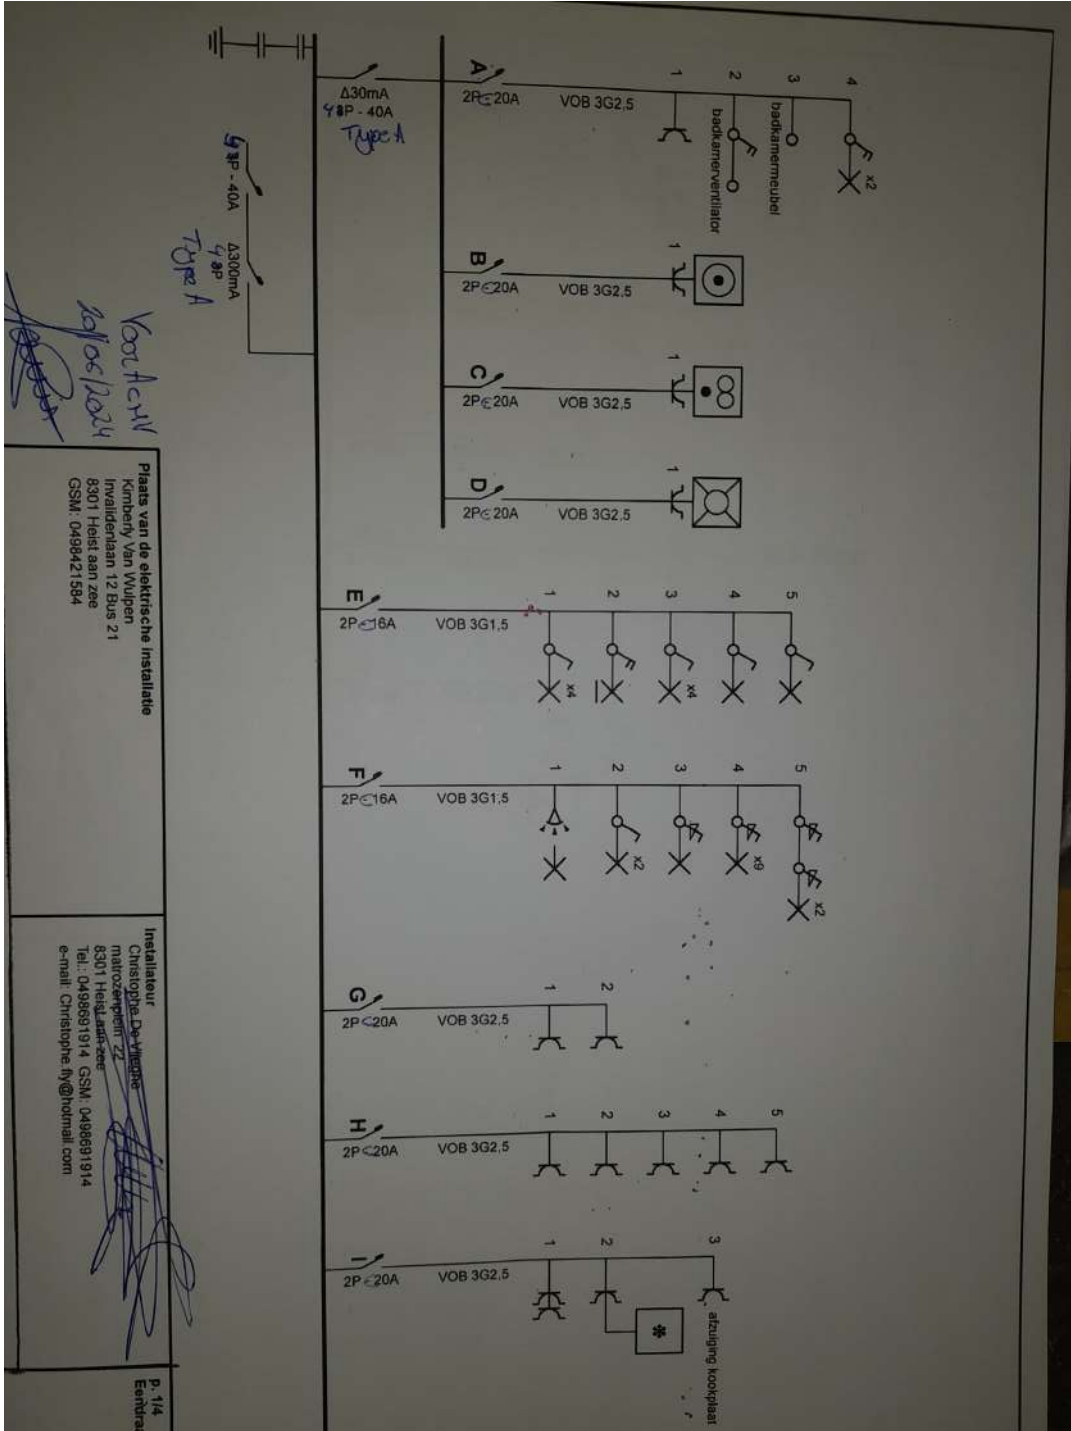 A
2P 20A
VOB 3G2,5
1
2
badkamerventilator
3
badkamermeubel
4
x2
Δ30mA
4P - 40A
Type A
4P - 40A
Δ300mA
4P
Type A
B
2P 20A
VOB 3G2,5
1
C
2P 20A
VOB 3G2,5
1
D
2P 20A
VOB 3G2,5
1
E
2P 16A
VOB 3G1,5
1
x4
2
3
x4
4
5
F
2P 16A
VOB 3G1,5
1
2
x2
3
4
x9
5
x2
G
2P 20A
VOB 3G2,5
1
2
H
2P 20A
VOB 3G2,5
1
2
3
4
5
I
2P 20A
VOB 3G2,5
1
2
*
3
afzuiging kookplaat
Voor ACHV
20/06/2024
Plaats van de elektrische installatie
Kimberly Van Wulpen
Invalidenlaan 12 Bus 21
8301 Heist aan zee
GSM: 0498421584
Installateur
Christophe De Vlieghe
matrozenplein 22
8301 Heist aan zee
Tel.: 0498691914 GSM: 0498691914
e-mail: Christophe.fly@hotmail.com
p. 1/4